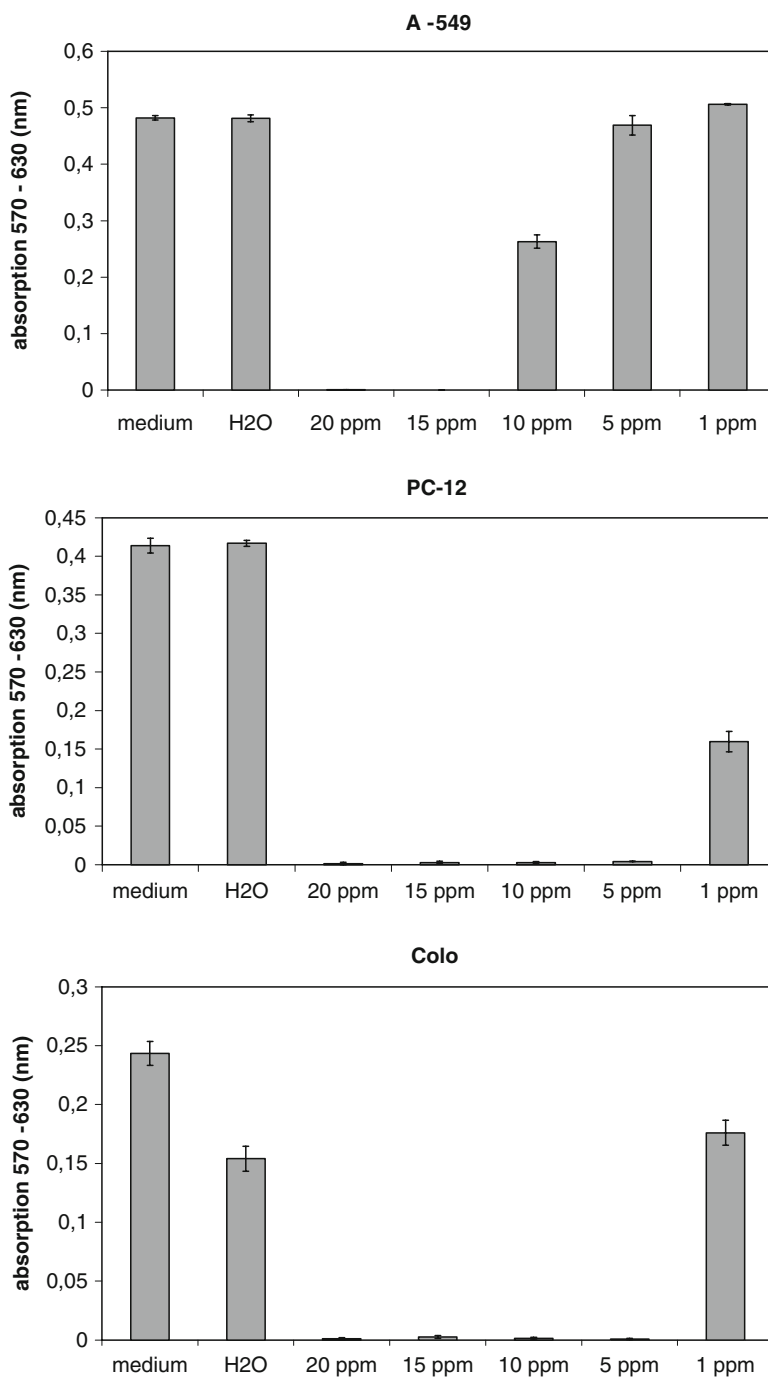 A -549
absorption 570 - 630 (nm)
0,6
0,5
0,4
0,3
0,2
0,1
0
medium H2O 20 ppm 15 ppm 10 ppm 5 ppm 1 ppm
PC-12
absorption 570 -630 (nm)
0,45
0,4
0,35
0,3
0,25
0,2
0,15
0,1
0,05
0
medium H2O 20 ppm 15 ppm 10 ppm 5 ppm 1 ppm
Colo
absorption 570 -630 (nm)
0,3
0,25
0,2
0,15
0,1
0,05
0
medium H2O 20 ppm 15 ppm 10 ppm 5 ppm 1 ppm